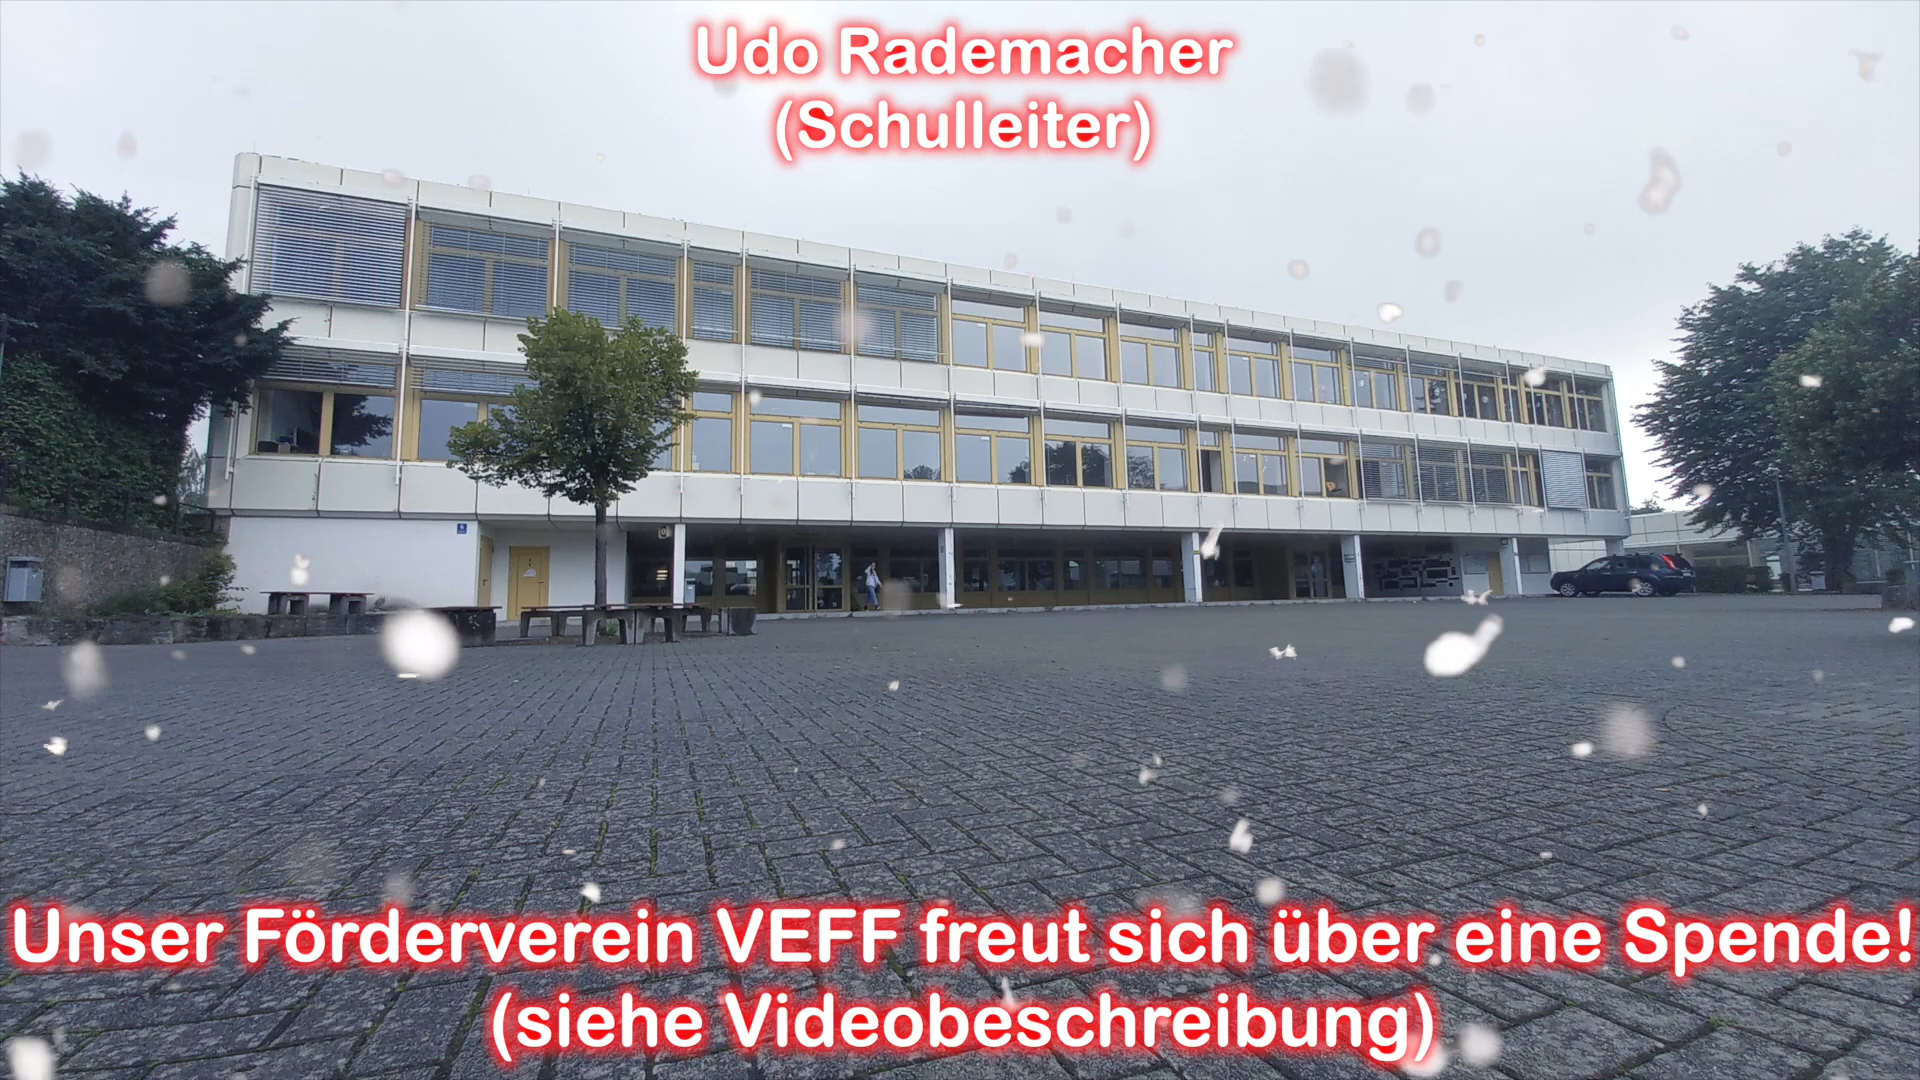 Udo Rademacher
(Schulleiter)
Unser Förderverein VEFF freut sich über eine Spende!
(siehe Videobeschreibung)